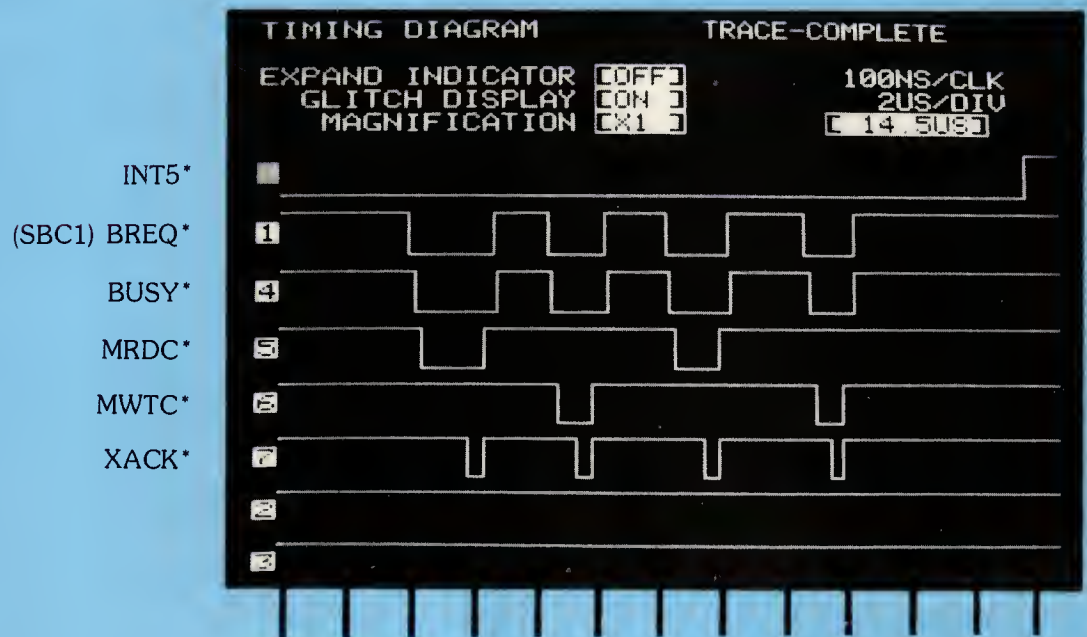 TIMING DIAGRAM TRACE-COMPLETE
EXPAND INDICATOR [OFF] 100NS/CLK
GLITCH DISPLAY [ON ] 2US/DIV
MAGNIFICATION [X1 ] [ 14.5US]
INT5*
(SBC1) BREQ* 1
BUSY* 4
MRDC* 5
MWTC* 6
XACK* 7
2
3